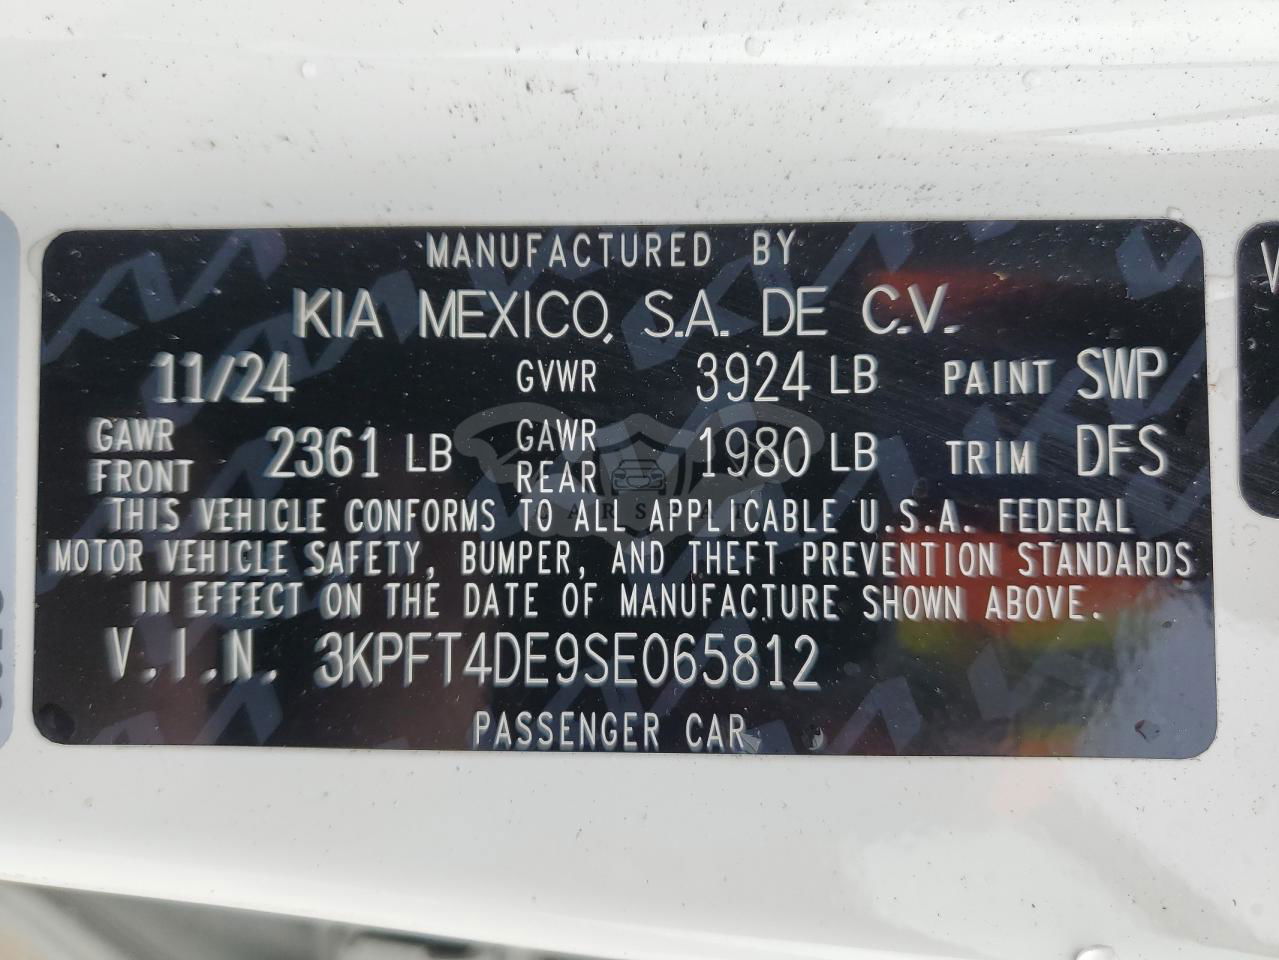 MANUFACTURED BY
KIA MEXICO, S.A. DE C.V.
11/24 GVWR 3924 LB PAINT SWP
GAWR FRONT 2361 LB GAWR REAR 1980 LB TRIM DFS
THIS VEHICLE CONFORMS TO ALL APPLICABLE U.S.A. FEDERAL
MOTOR VEHICLE SAFETY, BUMPER, AND THEFT PREVENTION STANDARDS
IN EFFECT ON THE DATE OF MANUFACTURE SHOWN ABOVE.
V.I.N. 3KPFT4DE9SE065812
PASSENGER CAR